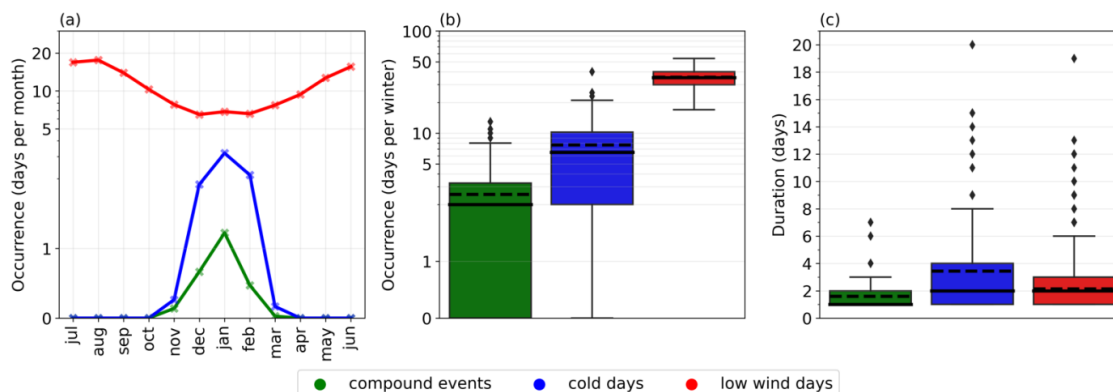 (a)
Occurrence (days per month)
20
10
5
1
0
jul
aug
sep
oct
nov
dec
jan
feb
mar
apr
may
jun
(b)
Occurrence (days per winter)
100
50
10
5
1
0
(c)
Duration (days)
20
18
16
14
12
10
8
6
4
2
0
compound events cold days low wind days